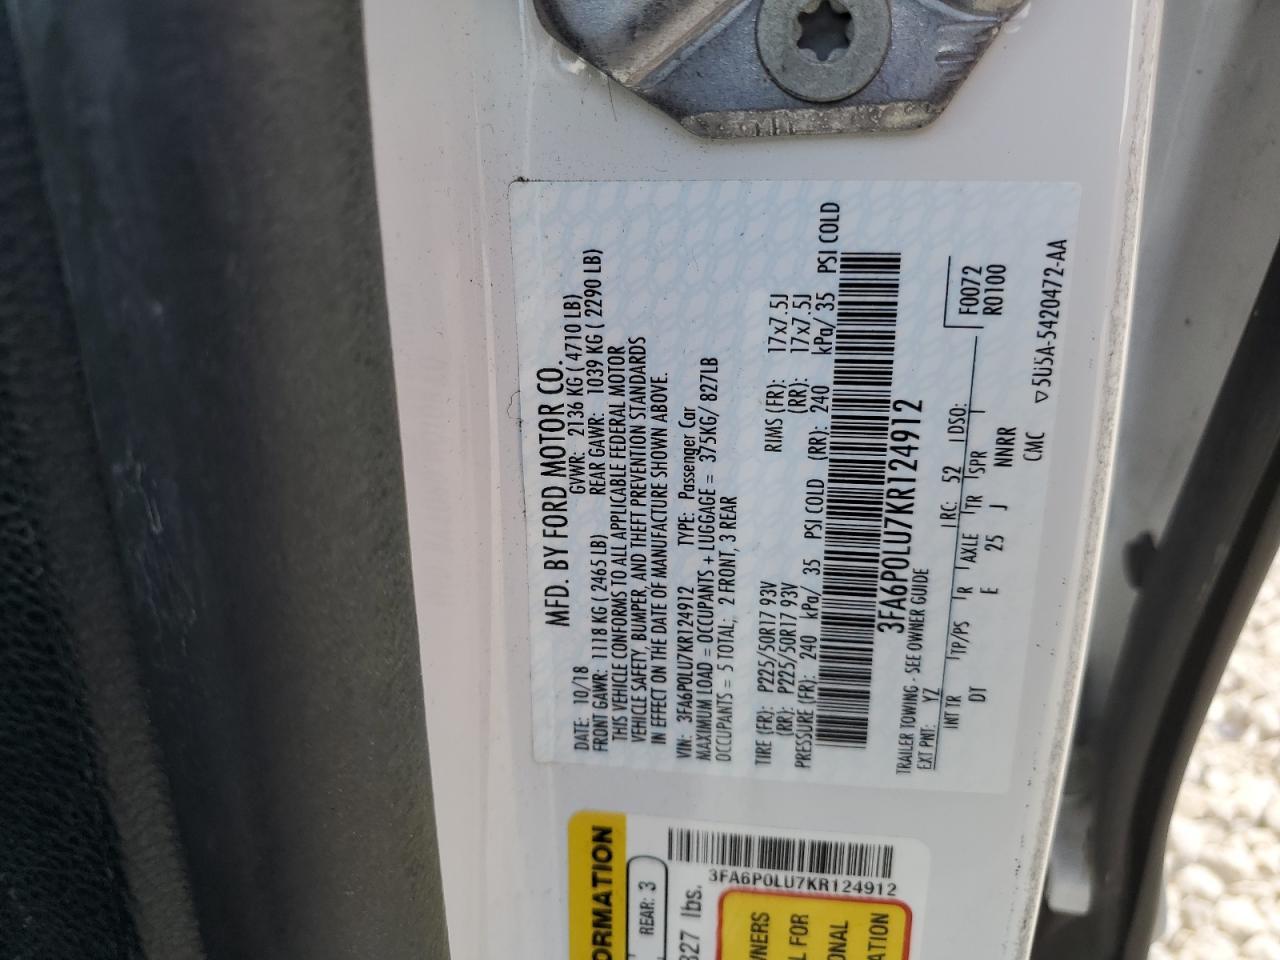 MFD. BY FORD MOTOR CO.
DATE: 10/18 GVWR: 2136 KG ( 4710 LB)
FRONT GAWR: 1118 KG ( 2465 LB) REAR GAWR: 1039 KG ( 2290 LB)
THIS VEHICLE CONFORMS TO ALL APPLICABLE FEDERAL MOTOR
VEHICLE SAFETY, BUMPER, AND THEFT PREVENTION STANDARDS
IN EFFECT ON THE DATE OF MANUFACTURE SHOWN ABOVE.
VIN: 3FA6P0LU7KR124912 TYPE: Passenger Car
MAXIMUM LOAD = OCCUPANTS + LUGGAGE = 375KG/ 827LB
OCCUPANTS = 5 TOTAL; 2 FRONT, 3 REAR
TIRE (FR): P225/50R17 93V RIMS (FR): 17x7.5J
(RR): P225/50R17 93V (RR): 17x7.5J
PRESSURE (FR): 240 kPa/ 35 PSI COLD (RR): 240 kPa/ 35 PSI COLD
3FA6P0LU7KR124912
TRAILER TOWING - SEE OWNER GUIDE
EXT PNT: YZ RC: 52 DSO: F0072
INT TR TP/PS R AXLE TR SPR R0100
DT E 25 J NNRR
CMC
▽5U5A-5420472-AA
ORMATION
REAR: 3
827 lbs.
3FA6P0LU7KR124912
WNERS
L FOR
ONAL
ATION